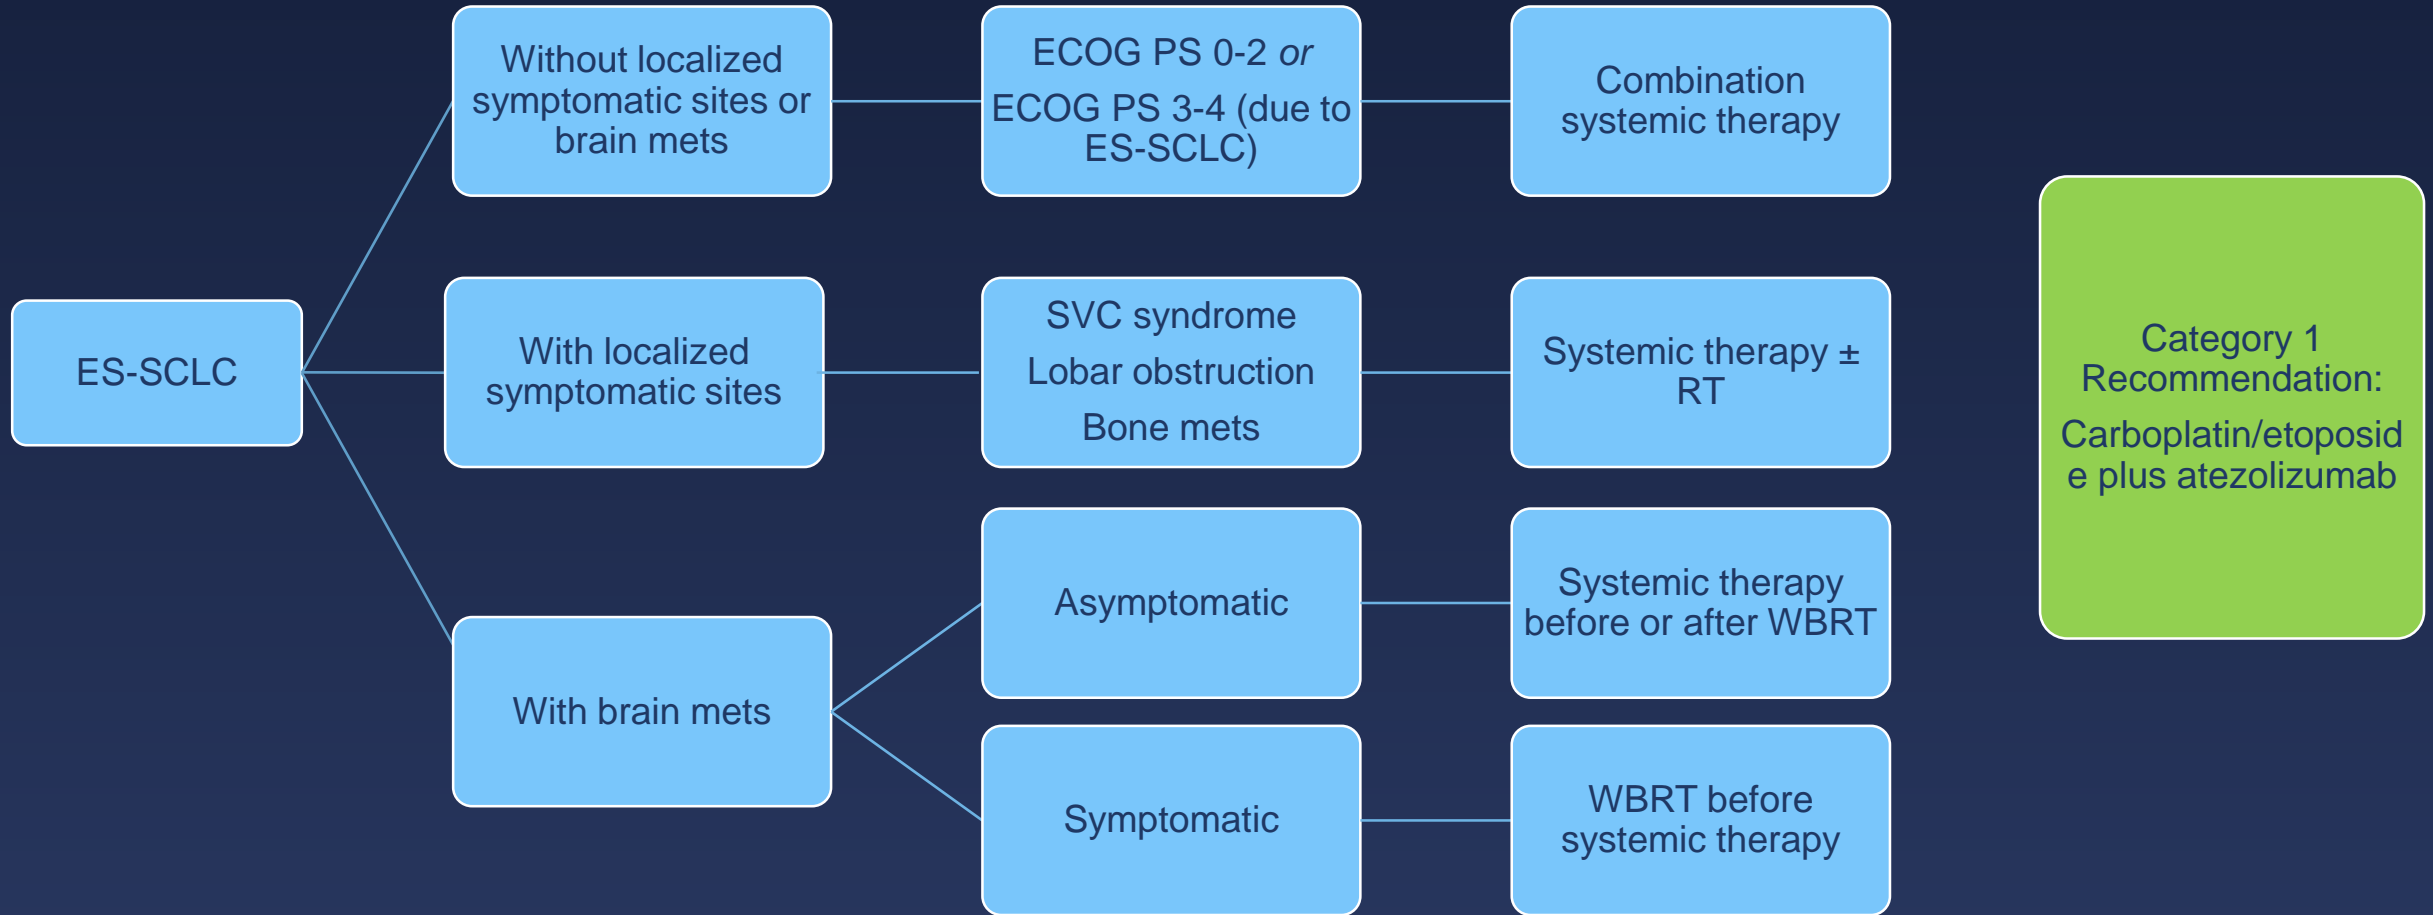 ES-SCLC
Without localized
symptomatic sites or
brain mets
ECOG PS 0-2 or
ECOG PS 3-4 (due to
ES-SCLC)
Combination
systemic therapy
With localized
symptomatic sites
SVC syndrome
Lobar obstruction
Bone mets
Systemic therapy ±
RT
With brain mets
Asymptomatic
Systemic therapy
before or after WBRT
Symptomatic
WBRT before
systemic therapy
Category 1
Recommendation:
Carboplatin/etoposid
e plus atezolizumab